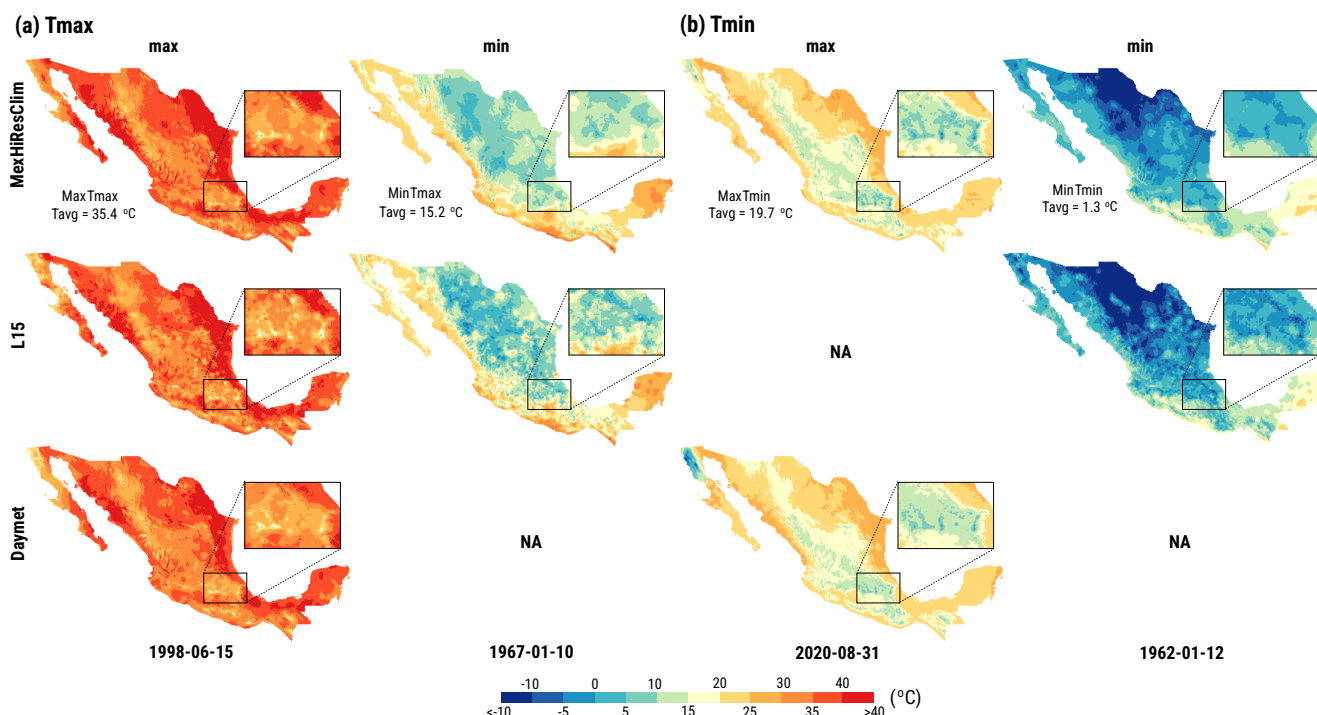 (a) Tmax
(b) Tmin
max
min
max
min
MexHiResClim
MaxTmax
Tavg = 35.4 °C
MinTmax
Tavg = 15.2 °C
MaxTmin
Tavg = 19.7 °C
MinTmin
Tavg = 1.3 °C
L15
NA
Daymet
NA
NA
1998-06-15
1967-01-10
2020-08-31
1962-01-12
-10 0 10 20 30 40
(°C)
<-10 -5 5 15 25 35 >40